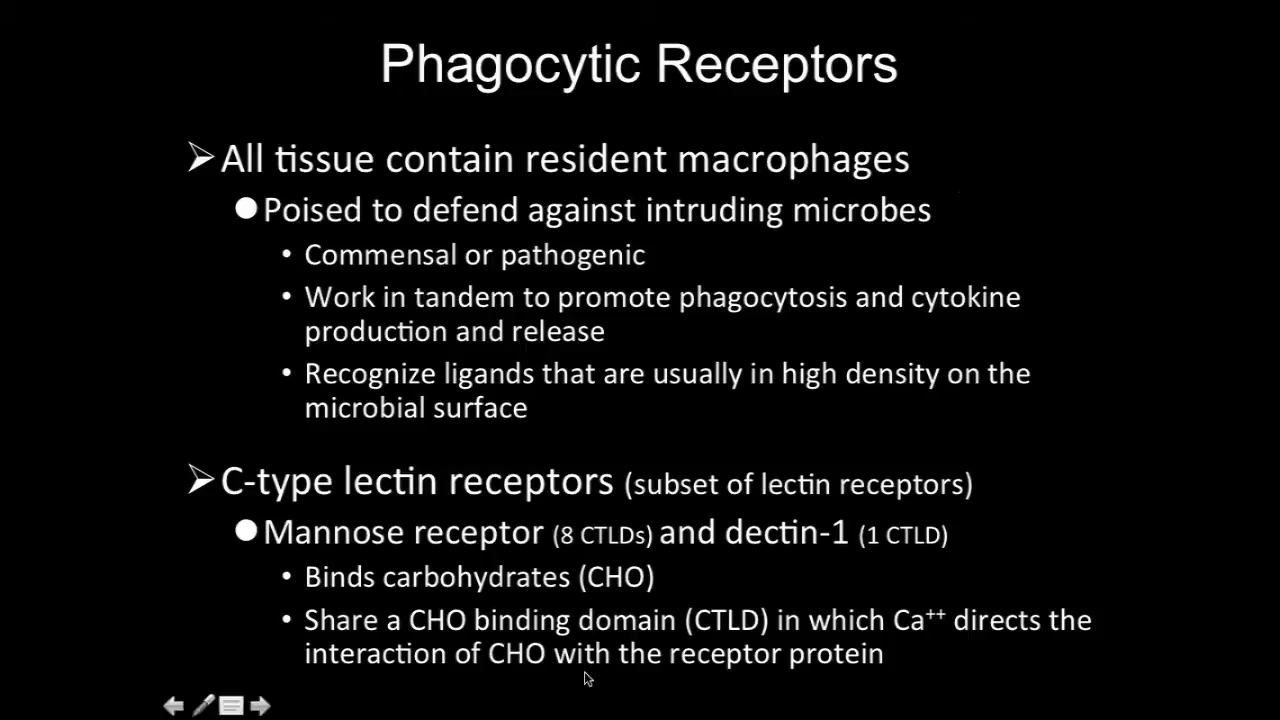 Phagocytic Receptors
➢All tissue contain resident macrophages
●Poised to defend against intruding microbes
• Commensal or pathogenic
• Work in tandem to promote phagocytosis and cytokine
production and release
• Recognize ligands that are usually in high density on the
microbial surface
➢C-type lectin receptors (subset of lectin receptors)
●Mannose receptor (8 CTLDs) and dectin-1 (1 CTLD)
• Binds carbohydrates (CHO)
• Share a CHO binding domain (CTLD) in which Ca⁺⁺ directs the
interaction of CHO with the receptor protein